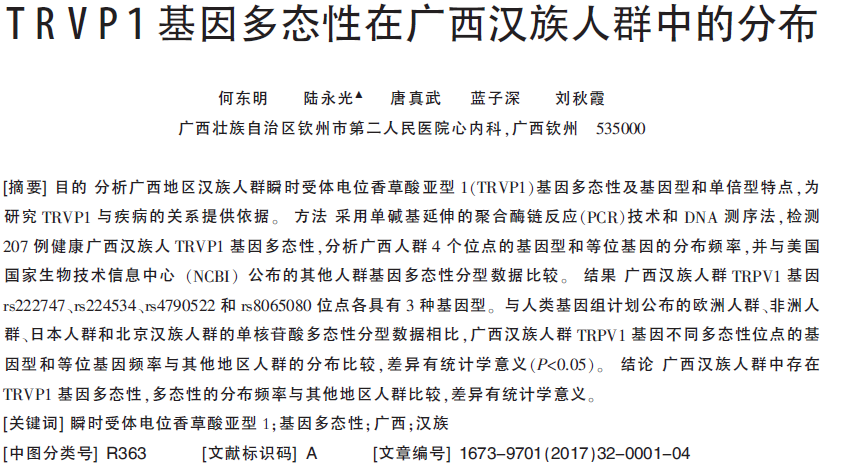 TRVP1基因多态性在广西汉族人群中的分布
何东明 陆永光▲ 唐真武 蓝子深 刘秋霞
广西壮族自治区钦州市第二人民医院心内科,广西钦州 535000
[摘要] 目的 分析广西地区汉族人群瞬时受体电位香草酸亚型 1(TRVP1)基因多态性及基因型和单倍型特点,为
研究 TRVP1 与疾病的关系提供依据。 方法 采用单碱基延伸的聚合酶链反应(PCR)技术和 DNA 测序法,检测
207 例健康广西汉族人 TRVP1 基因多态性,分析广西人群 4 个位点的基因型和等位基因的分布频率,并与美国
国家生物技术信息中心 (NCBI) 公布的其他人群基因多态性分型数据比较。 结果 广西汉族人群 TRPV1 基因
rs222747、rs224534、rs4790522 和 rs8065080 位点各具有 3 种基因型。与人类基因组计划公布的欧洲人群、非洲人
群、日本人群和北京汉族人群的单核苷酸多态性分型数据相比,广西汉族人群 TRPV1 基因不同多态性位点的基
因型和等位基因频率与其他地区人群的分布比较,差异有统计学意义(P<0.05)。 结论 广西汉族人群中存在
TRVP1 基因多态性,多态性的分布频率与其他地区人群比较,差异有统计学意义。
[关键词] 瞬时受体电位香草酸亚型 1;基因多态性;广西;汉族
[中图分类号] R363 [文献标识码] A [文章编号] 1673-9701(2017)32-0001-04